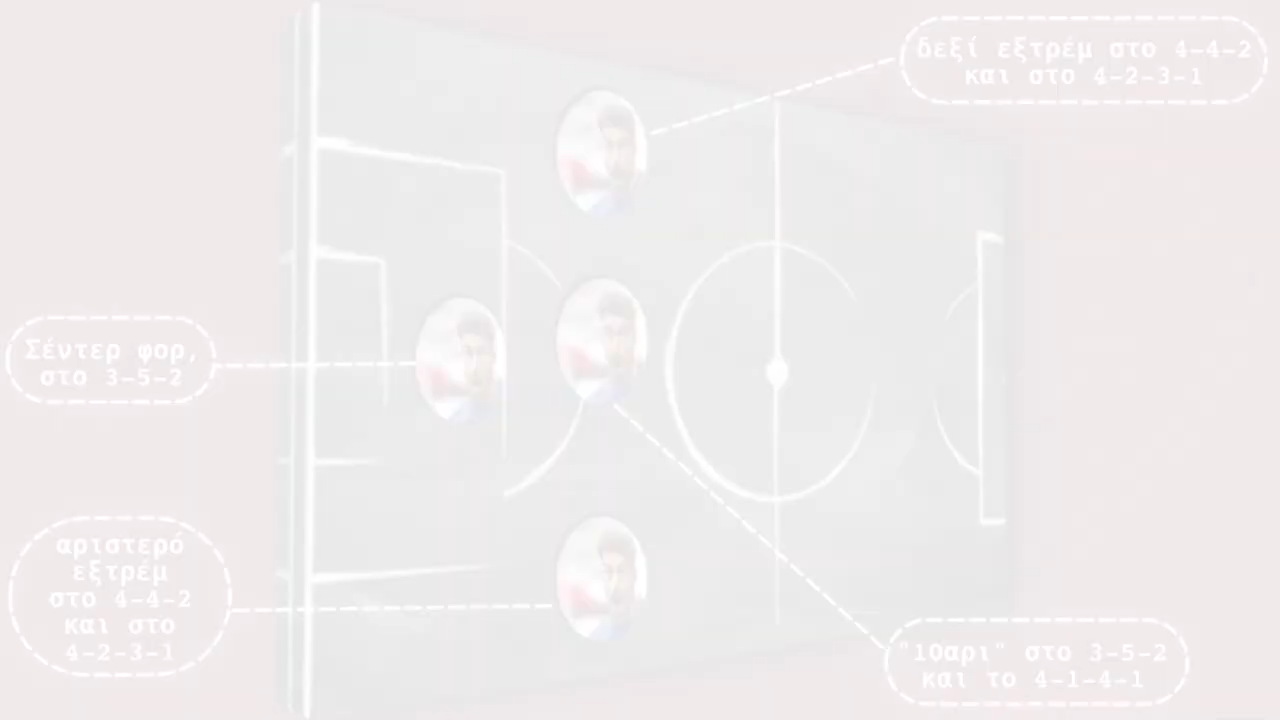 δεξί εξτρέμ στο 4-4-2
και στο 4-2-3-1
Σέντερ φορ,
στο 3-5-2
αριστερό
εξτρέμ
στο 4-4-2
και στο
4-2-3-1
"10αρι" στο 3-5-2
και το 4-1-4-1